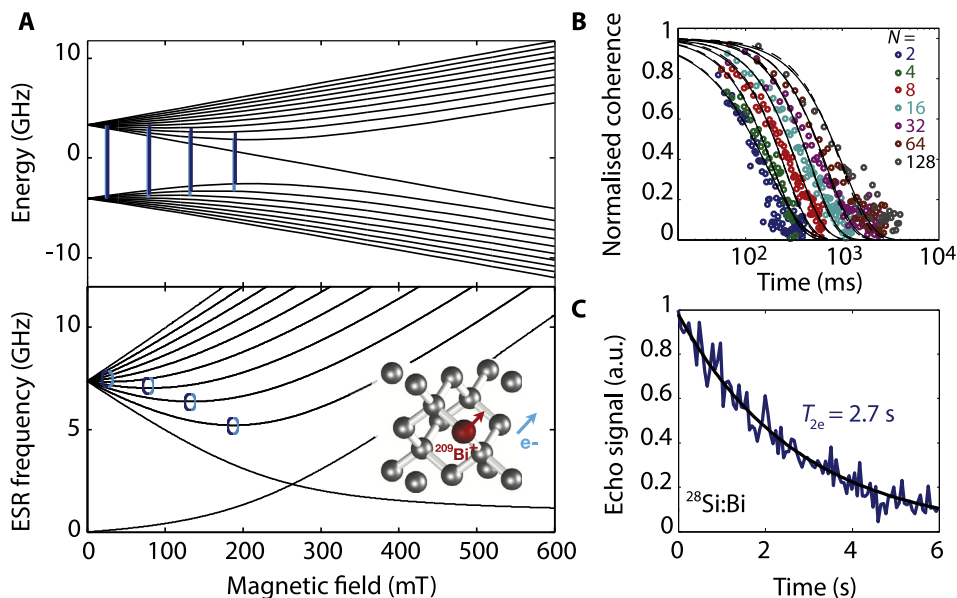 A
Energy (GHz)
10
0
-10
ESR frequency (GHz)
10
5
0
0 100 200 300 400 500 600
Magnetic field (mT)
209Bi+
e-
B
Normalised coherence
1
0.8
0.6
0.4
0.2
0
10² 10³ 10⁴
Time (ms)
N =
2
4
8
16
32
64
128
C
Echo signal (a.u.)
1
0.8
0.6
0.4
0.2
0
T2e = 2.7 s
28Si:Bi
0 2 4 6
Time (s)